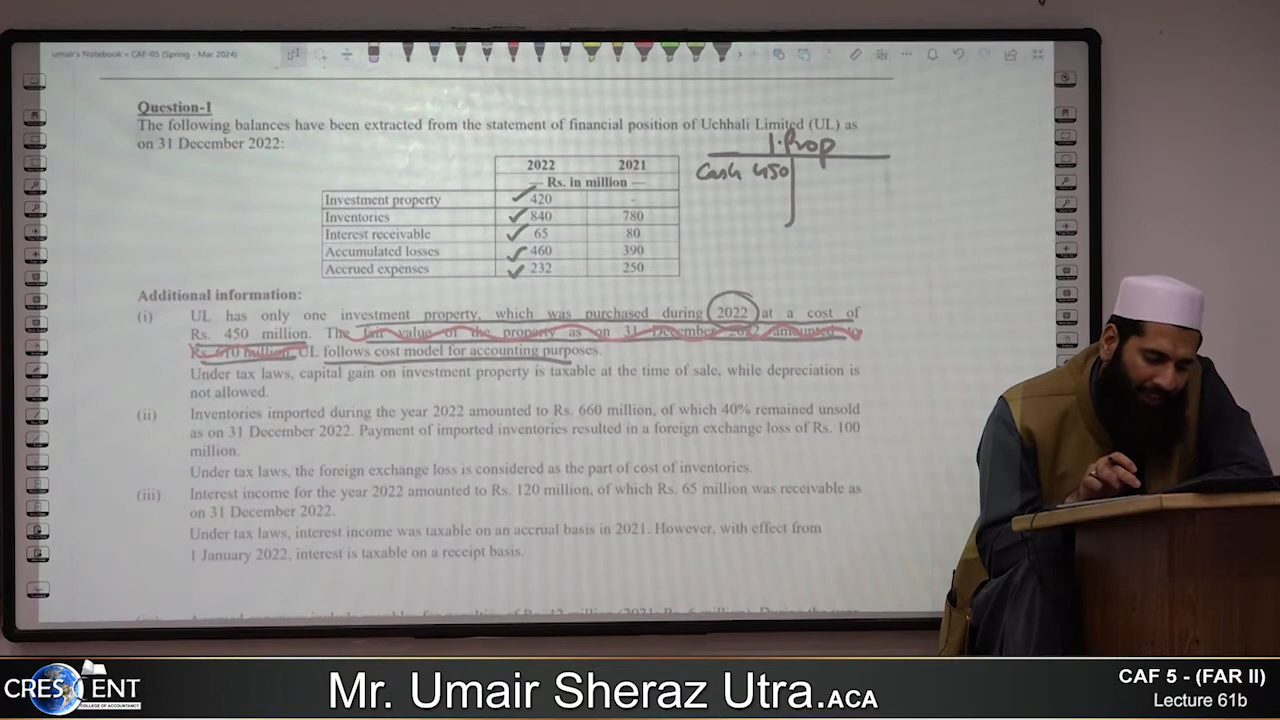 umair's Notebook » CAF-05 (Spring - Mar 2024)
Question-1
The following balances have been extracted from the statement of financial position of Uchhali Limited (UL) as
on 31 December 2022:
1.Prop
Cash 450
2022 2021
— Rs. in million —
Investment property 420 -
Inventories 840 780
Interest receivable 65 80
Accumulated losses 460 390
Accrued expenses 232 250
Additional information:
(i) UL has only one investment property, which was purchased during 2022 at a cost of
Rs. 450 million. The fair value of the property as on 31 December 2022 amounted to
Rs. 610 million. UL follows cost model for accounting purposes.
Under tax laws, capital gain on investment property is taxable at the time of sale, while depreciation is
not allowed.
(ii) Inventories imported during the year 2022 amounted to Rs. 660 million, of which 40% remained unsold
as on 31 December 2022. Payment of imported inventories resulted in a foreign exchange loss of Rs. 100
million.
Under tax laws, the foreign exchange loss is considered as the part of cost of inventories.
(iii) Interest income for the year 2022 amounted to Rs. 120 million, of which Rs. 65 million was receivable as
on 31 December 2022.
Under tax laws, interest income was taxable on an accrual basis in 2021. However, with effect from
1 January 2022, interest is taxable on a receipt basis.
CRESCENT
COLLEGE OF ACCOUNTANCY
Mr. Umair Sheraz Utra.ACA
CAF 5 - (FAR II)
Lecture 61b